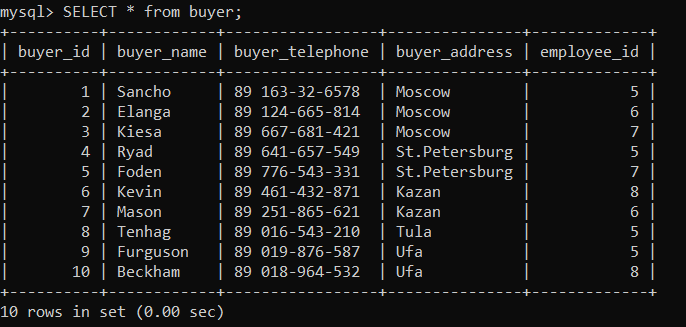 mysql> SELECT * from buyer;
+----------+------------+-----------------+---------------+-------------+
| buyer_id | buyer_name | buyer_telephone | buyer_address | employee_id |
+----------+------------+-----------------+---------------+-------------+
|        1 | Sancho     | 89 163-32-6578  | Moscow        |           5 |
|        2 | Elanga     | 89 124-665-814  | Moscow        |           6 |
|        3 | Kiesa      | 89 667-681-421  | Moscow        |           7 |
|        4 | Ryad       | 89 641-657-549  | St.Petersburg |           5 |
|        5 | Foden      | 89 776-543-331  | St.Petersburg |           7 |
|        6 | Kevin      | 89 461-432-871  | Kazan         |           8 |
|        7 | Mason      | 89 251-865-621  | Kazan         |           6 |
|        8 | Tenhag     | 89 016-543-210  | Tula          |           5 |
|        9 | Furguson   | 89 019-876-587  | Ufa           |           5 |
|       10 | Beckham    | 89 018-964-532  | Ufa           |           8 |
+----------+------------+-----------------+---------------+-------------+
10 rows in set (0.00 sec)